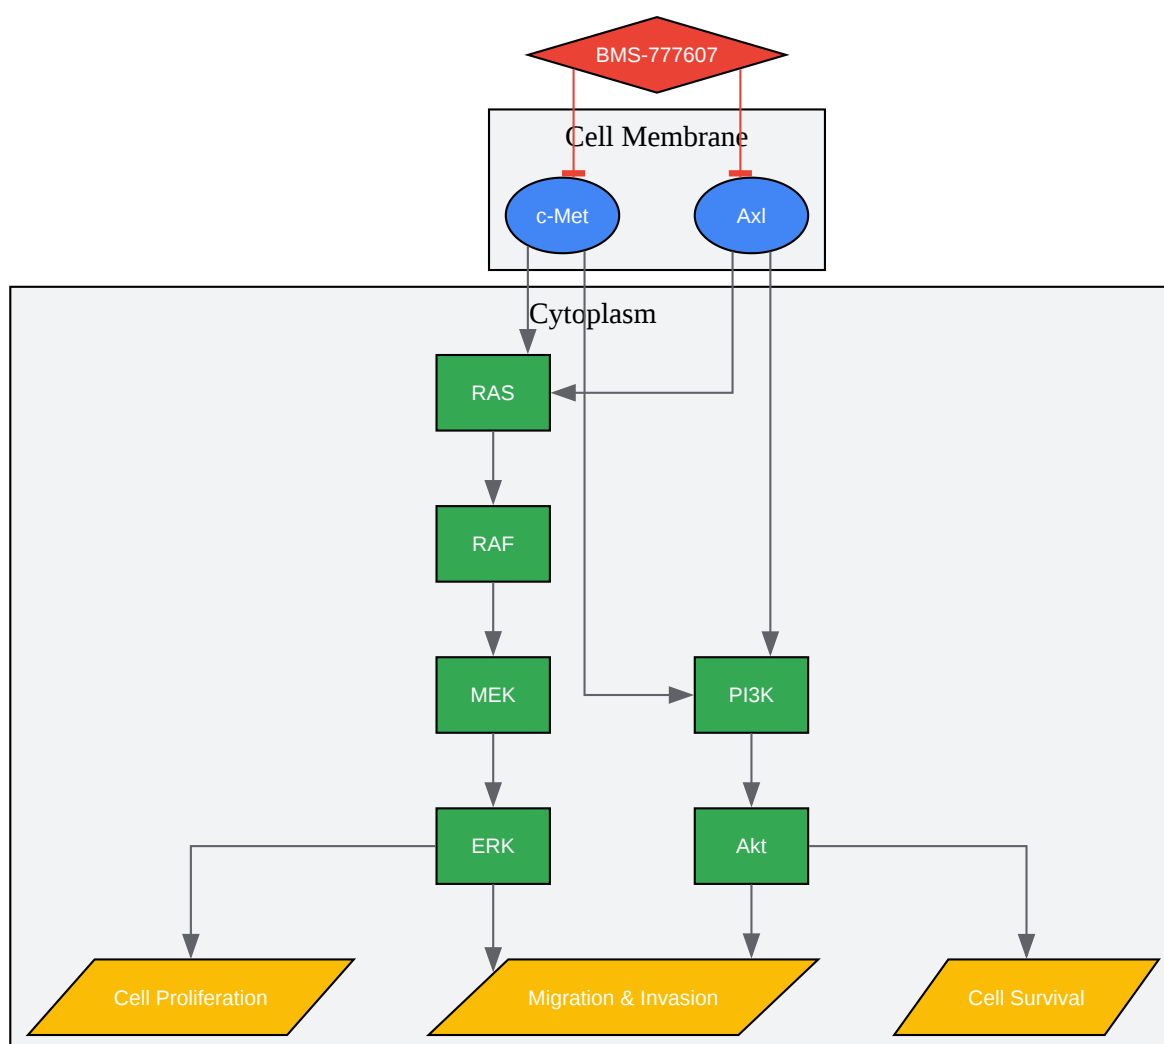 BMS-777607
Cell Membrane
c-Met
Axl
Cytoplasm
RAS
RAF
MEK
PI3K
ERK
Akt
Cell Proliferation
Migration & Invasion
Cell Survival